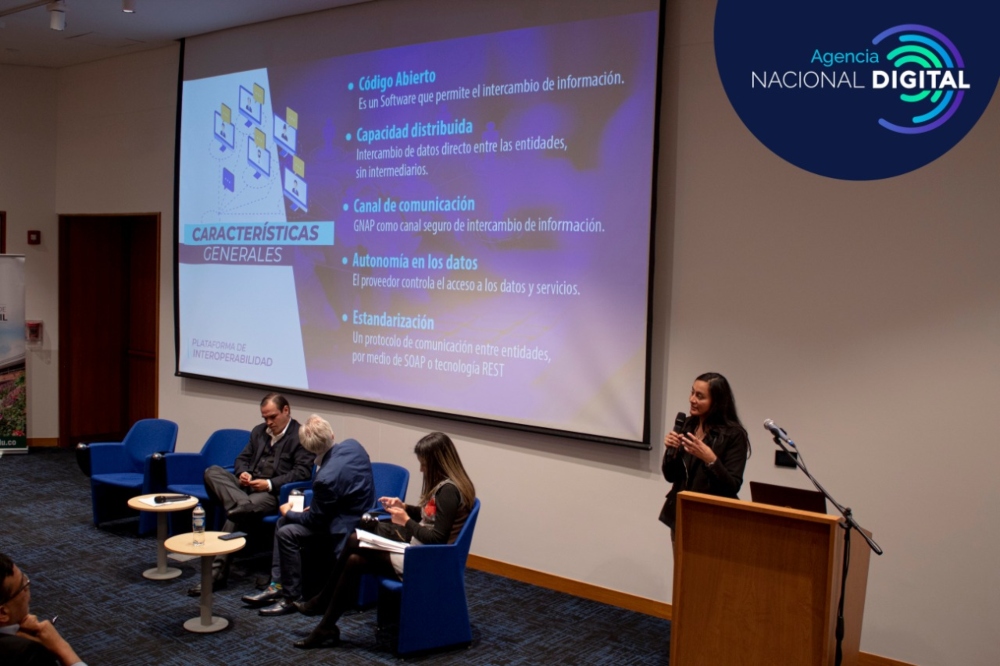 Agencia
NACIONAL DIGITAL
Código Abierto
Es un Software que permite el intercambio de información.
Capacidad distribuida
Intercambio de datos directo entre las entidades,
sin intermediarios.
Canal de comunicación
GNAP como canal seguro de intercambio de información.
Autonomía en los datos
El proveedor controla el acceso a los datos y servicios.
Estandarización
Un protocolo de comunicación entre entidades,
por medio de SOAP o tecnología REST
CARACTERÍSTICAS
GENERALES
PLATAFORMA DE
INTEROPERABILIDAD